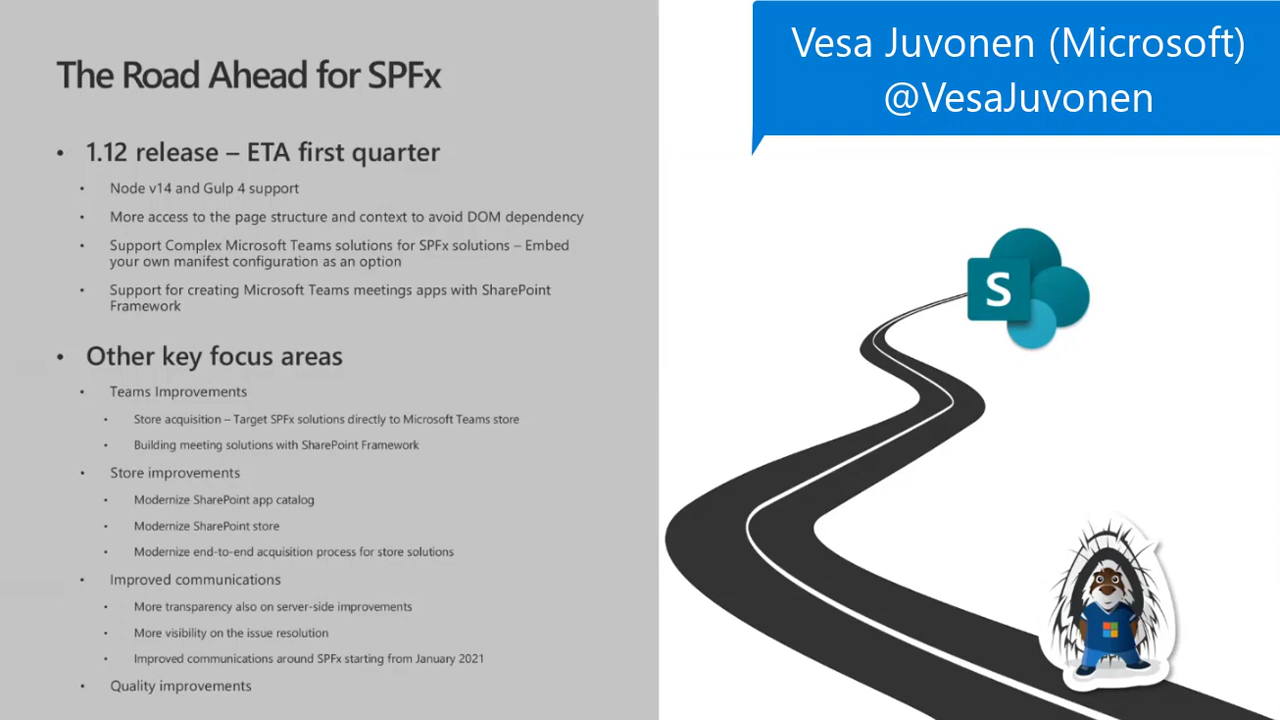 The Road Ahead for SPFx
• 1.12 release – ETA first quarter
• Node v14 and Gulp 4 support
• More access to the page structure and context to avoid DOM dependency
• Support Complex Microsoft Teams solutions for SPFx solutions – Embed
your own manifest configuration as an option
• Support for creating Microsoft Teams meetings apps with SharePoint
Framework
• Other key focus areas
• Teams Improvements
• Store acquisition – Target SPFx solutions directly to Microsoft Teams store
• Building meeting solutions with SharePoint Framework
• Store improvements
• Modernize SharePoint app catalog
• Modernize SharePoint store
• Modernize end-to-end acquisition process for store solutions
• Improved communications
• More transparency also on server-side improvements
• More visibility on the issue resolution
• Improved communications around SPFx starting from January 2021
• Quality improvements
Vesa Juvonen (Microsoft)
@VesaJuvonen
S